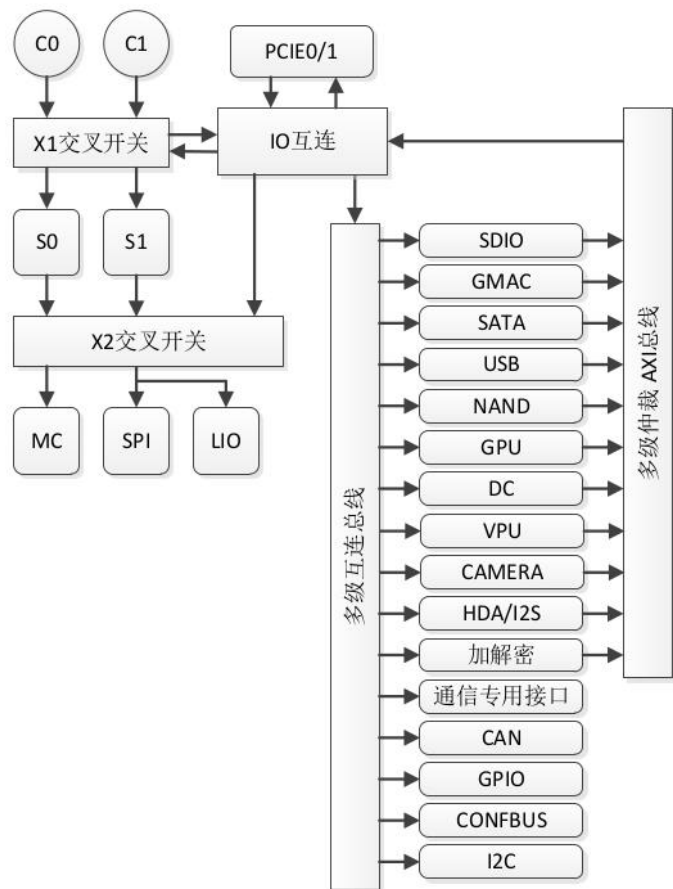 C0
C1
PCIE0/1
X1交叉开关
IO互连
S0
S1
X2交叉开关
MC
SPI
LIO
多级互连总线
SDIO
GMAC
SATA
USB
NAND
GPU
DC
VPU
CAMERA
HDA/I2S
加解密
通信专用接口
CAN
GPIO
CONFBUS
I2C
多级仲裁 AXI总线